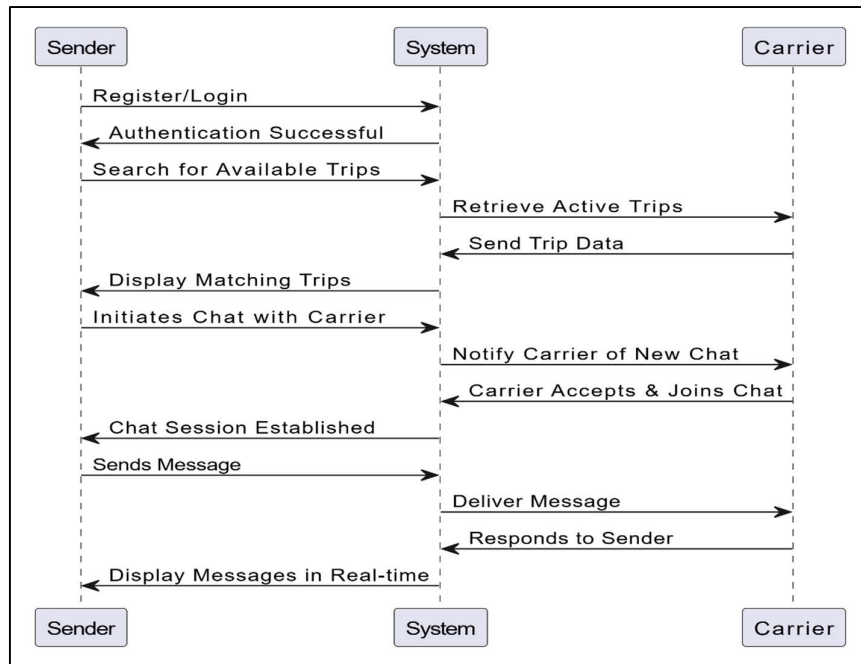 Sender
System
Carrier
Register/Login
Authentication Successful
Search for Available Trips
Retrieve Active Trips
Send Trip Data
Display Matching Trips
Initiates Chat with Carrier
Notify Carrier of New Chat
Carrier Accepts & Joins Chat
Chat Session Established
Sends Message
Deliver Message
Responds to Sender
Display Messages in Real-time
Sender
System
Carrier